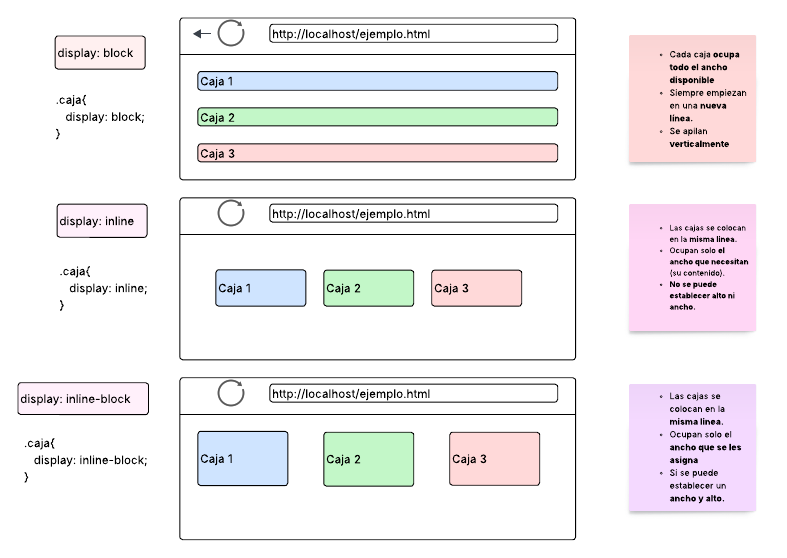 display: block
.caja{
display: block;
}
http://localhost/ejemplo.html
Caja 1
Caja 2
Caja 3
Cada caja ocupa
todo el ancho
disponible
Siempre empiezan
en una nueva
línea.
Se apilan
verticalmente
display: inline
.caja{
display: inline;
}
http://localhost/ejemplo.html
Caja 1
Caja 2
Caja 3
Las cajas se colocan
en la misma línea.
Ocupan solo el
ancho que necesitan
(su contenido).
No se puede
establecer alto ni
ancho.
display: inline-block
.caja{
display: inline-block;
}
http://localhost/ejemplo.html
Caja 1
Caja 2
Caja 3
Las cajas se
colocan en la
misma línea.
Ocupan solo el
ancho que se les
asigna
Si se puede
establecer un
ancho y alto.